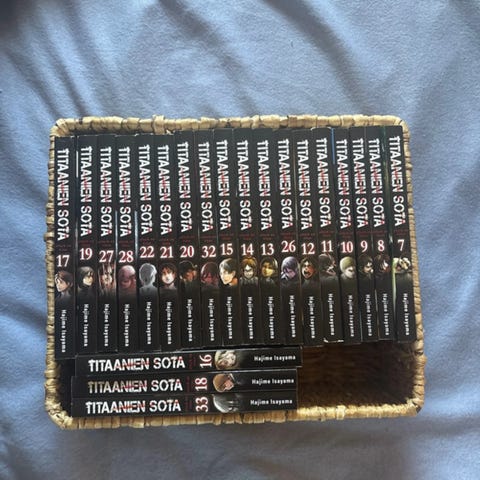 TITAANIEN SOTA 17
TITAANIEN SOTA 19 Hajime Isayama
TITAANIEN SOTA 27 Hajime Isayama
TITAANIEN SOTA 28 Hajime Isayama
TITAANIEN SOTA 22 Hajime Isayama
TITAANIEN SOTA 21 Hajime Isayama
TITAANIEN SOTA 20 Hajime Isayama
TITAANIEN SOTA 32 Hajime Isayama
TITAANIEN SOTA 15 Hajime Isayama
TITAANIEN SOTA 14 Hajime Isayama
TITAANIEN SOTA 13 Hajime Isayama
TITAANIEN SOTA 26 Hajime Isayama
TITAANIEN SOTA 12 Hajime Isayama
TITAANIEN SOTA 11 Hajime Isayama
TITAANIEN SOTA 10 Hajime Isayama
TITAANIEN SOTA 9 Hajime Isayama
TITAANIEN SOTA 8 Hajime Isayama
TITAANIEN SOTA 7 Hajime Isayama
TITAANIEN SOTA 16 Hajime Isayama
TITAANIEN SOTA 18 Hajime Isayama
TITAANIEN SOTA 33 Hajime Isayama